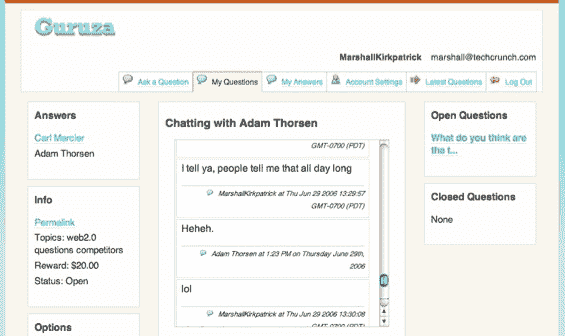 Guruza
MarshallKirkpatrick marshall@techcrunch.com
Ask a Question
My Questions
My Answers
Account Settings
Latest Questions
Log Out
Answers
Carl Mercier
Adam Thorsen
Info
Permalink
Topics: web2.0
questions competitors
Reward: $20.00
Status: Open
Options
Chatting with Adam Thorsen
GMT-0700 (PDT)
I tell ya, people tell me that all day long
MarshallKirkpatrick at Thu Jun 29 2006 13:29:57
GMT-0700 (PDT)
Heheh.
Adam Thorsen at 1:23 PM on Thursday June 29th,
2006
lol
MarshallKirkpatrick at Thu Jun 29 2006 13:30:08
GMT-0700 (PDT)
Open Questions
What do you think are
the t...
Closed Questions
None